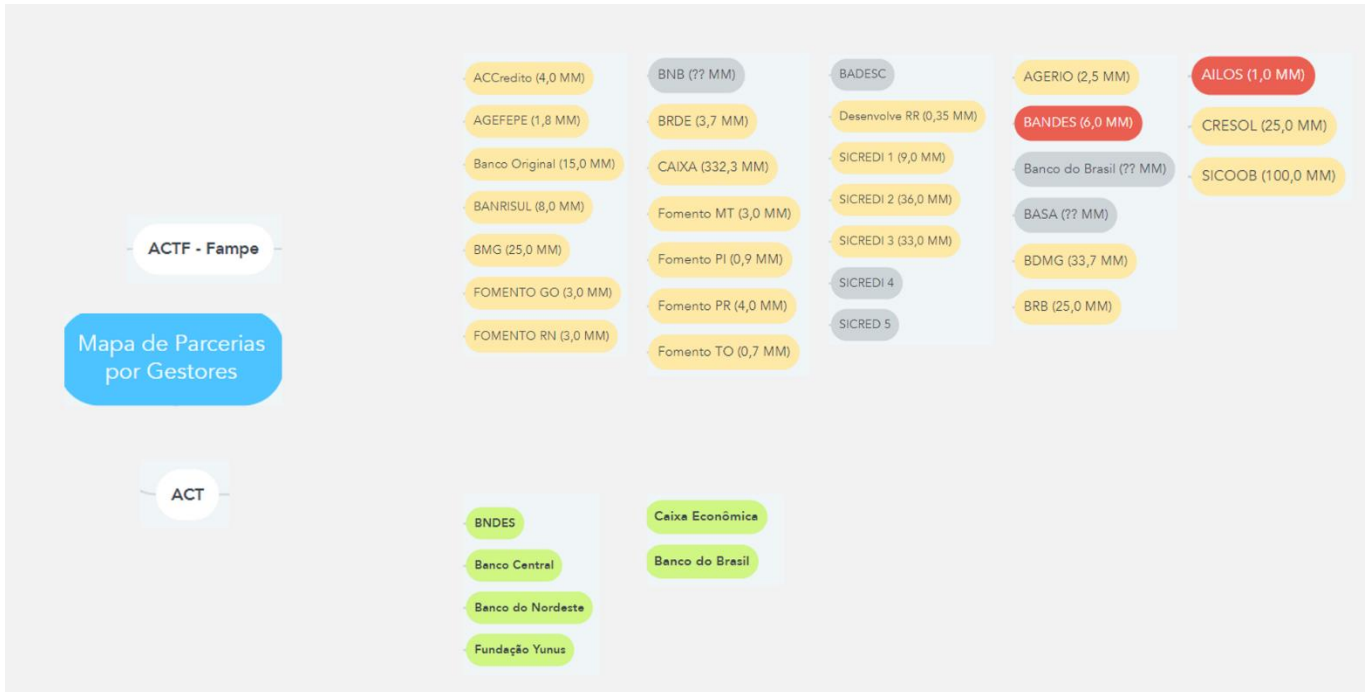 ACTF - Fampe
Mapa de Parcerias
por Gestores
ACT
ACCredito (4,0 MM)
AGEFEPE (1,8 MM)
Banco Original (15,0 MM)
BANRISUL (8,0 MM)
BMG (25,0 MM)
FOMENTO GO (3,0 MM)
FOMENTO RN (3,0 MM)
BNB (?? MM)
BRDE (3,7 MM)
CAIXA (332,3 MM)
Fomento MT (3,0 MM)
Fomento PI (0,9 MM)
Fomento PR (4,0 MM)
Fomento TO (0,7 MM)
BADESC
Desenvolve RR (0,35 MM)
SICREDI 1 (9,0 MM)
SICREDI 2 (36,0 MM)
SICREDI 3 (33,0 MM)
SICREDI 4
SICRED 5
AGERIO (2,5 MM)
BANDES (6,0 MM)
Banco do Brasil (?? MM)
BASA (?? MM)
BDMG (33,7 MM)
BRB (25,0 MM)
AILOS (1,0 MM)
CRESOL (25,0 MM)
SICOOB (100,0 MM)
BNDES
Banco Central
Banco do Nordeste
Fundação Yunus
Caixa Econômica
Banco do Brasil